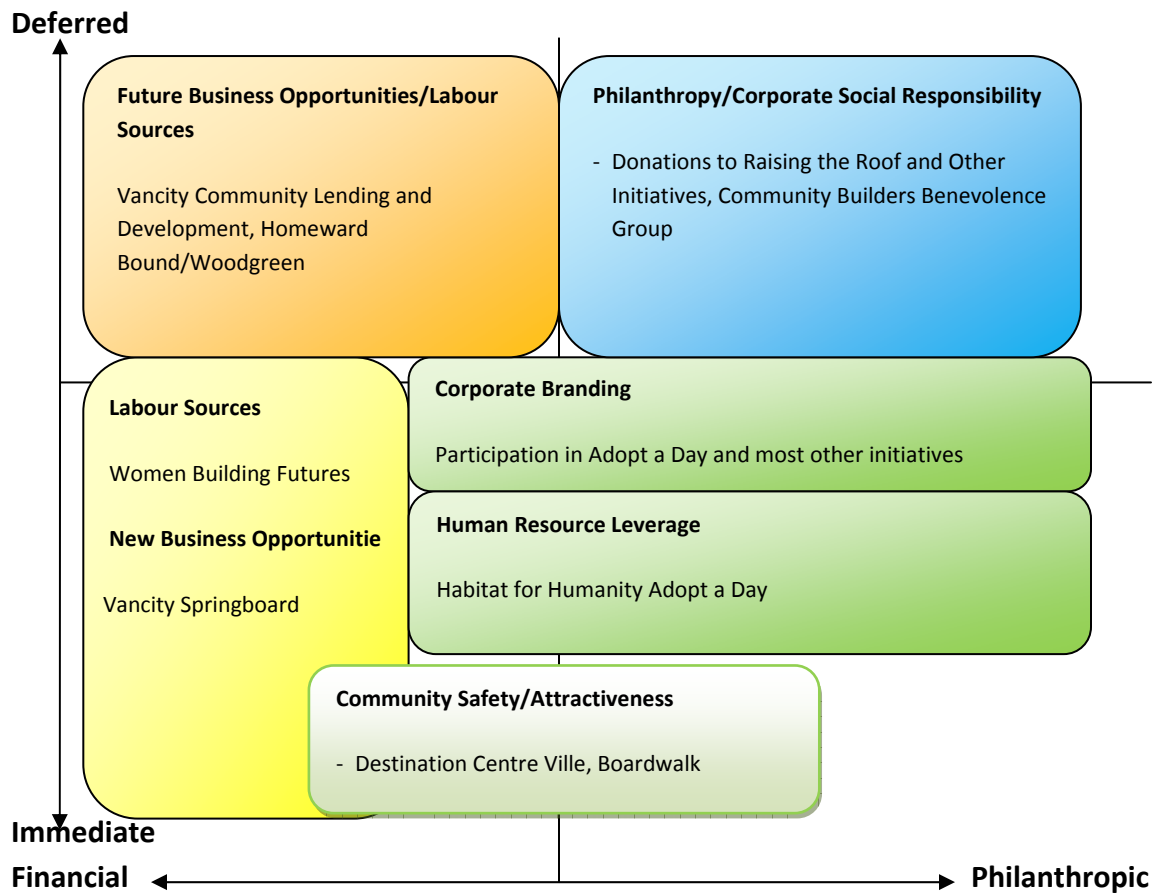 Deferred
Future Business Opportunities/Labour
Sources
Vancity Community Lending and
Development, Homeward
Bound/Woodgreen
Philanthropy/Corporate Social Responsibility
- Donations to Raising the Roof and Other
Initiatives, Community Builders Benevolence
Group
Labour Sources
Women Building Futures
New Business Opportunitie
Vancity Springboard
Corporate Branding
Participation in Adopt a Day and most other initiatives
Human Resource Leverage
Habitat for Humanity Adopt a Day
Community Safety/Attractiveness
- Destination Centre Ville, Boardwalk
Immediate
Financial
Philanthropic